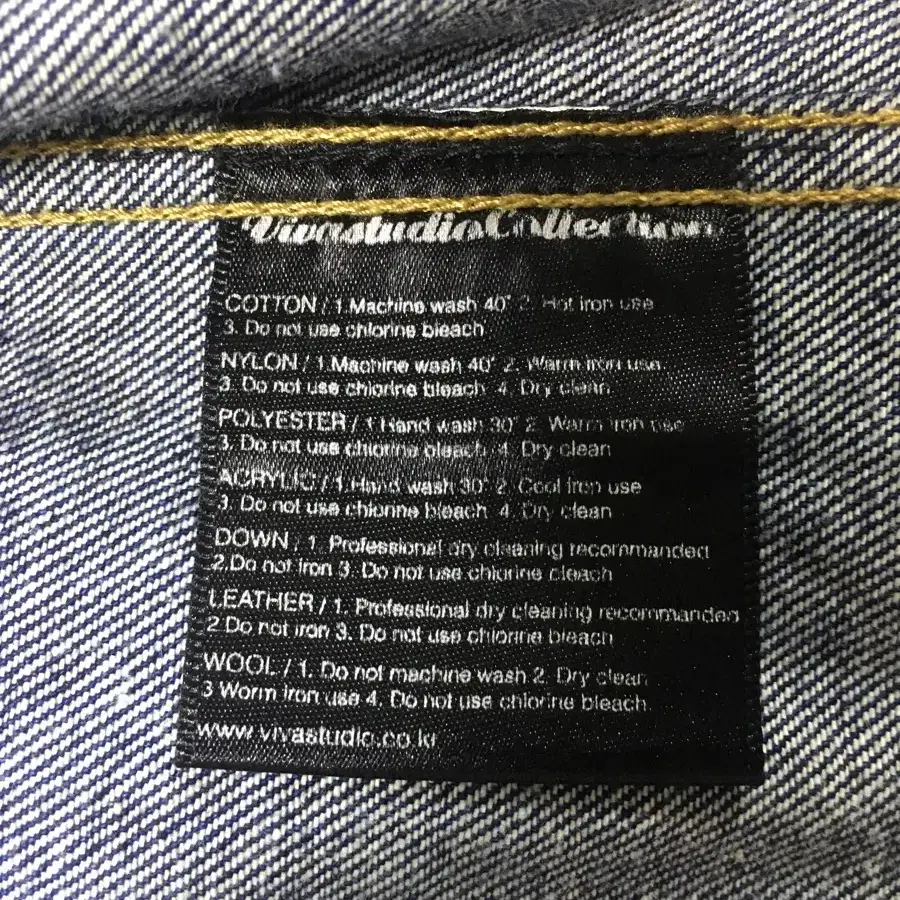 VivastudioCollection
COTTON / 1.Machine wash 40° 2. Hot iron use
3. Do not use chlorine bleach
NYLON / 1.Machine wash 40° 2. Warm iron use.
3. Do not use chlorine bleach 4. Dry clean
POLYESTER / 1.Hand wash 30° 2. Warm iron use
3. Do not use chlorine bleach 4. Dry clean
ACRYLIC / 1.Hand wash 30° 2. Cool iron use
3. Do not use chlorine bleach 4. Dry clean
DOWN / 1. Professional dry cleaning recommanded
2.Do not iron 3. Do not use chlorine bleach
LEATHER / 1. Professional dry cleaning recommanded
2.Do not iron 3. Do not use chlorine bleach
WOOL / 1. Do not machine wash 2. Dry clean
3 Worm iron use 4. Do not use chlorine bleach.
www.vivastudio.co.kr